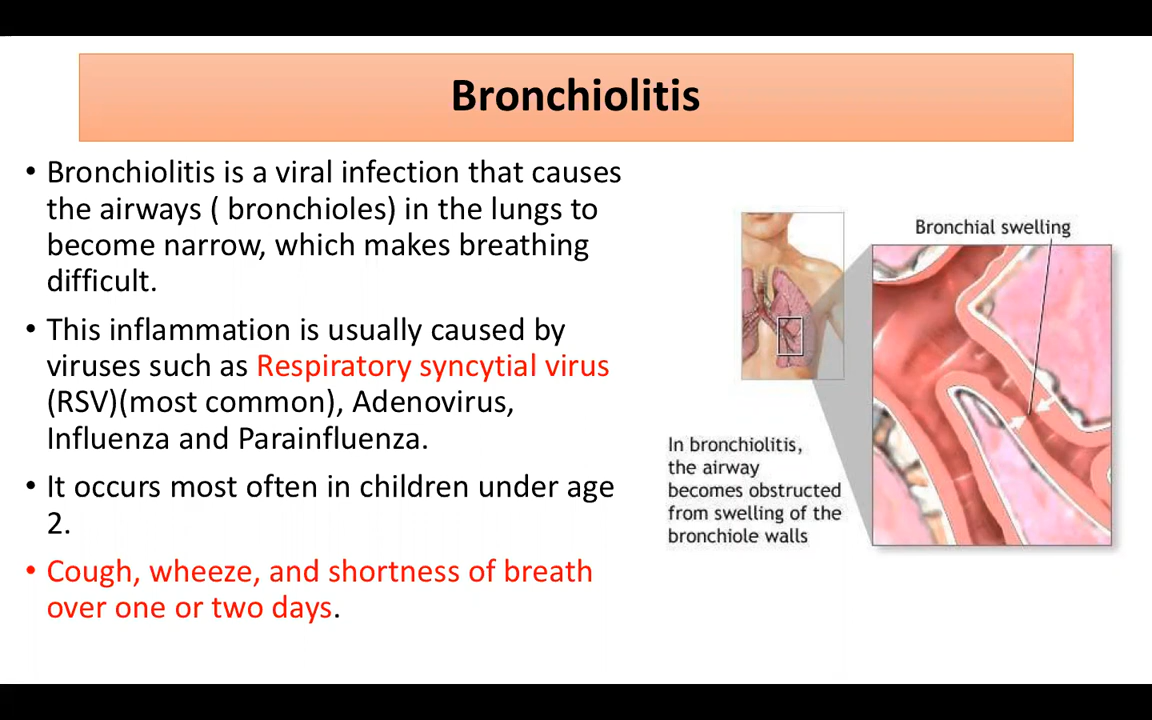 Bronchiolitis
• Bronchiolitis is a viral infection that causes
the airways ( bronchioles) in the lungs to
become narrow, which makes breathing
difficult.
• This inflammation is usually caused by
viruses such as Respiratory syncytial virus
(RSV)(most common), Adenovirus,
Influenza and Parainfluenza.
• It occurs most often in children under age
2.
• Cough, wheeze, and shortness of breath
over one or two days.
Bronchial swelling
In bronchiolitis,
the airway
becomes obstructed
from swelling of the
bronchiole walls